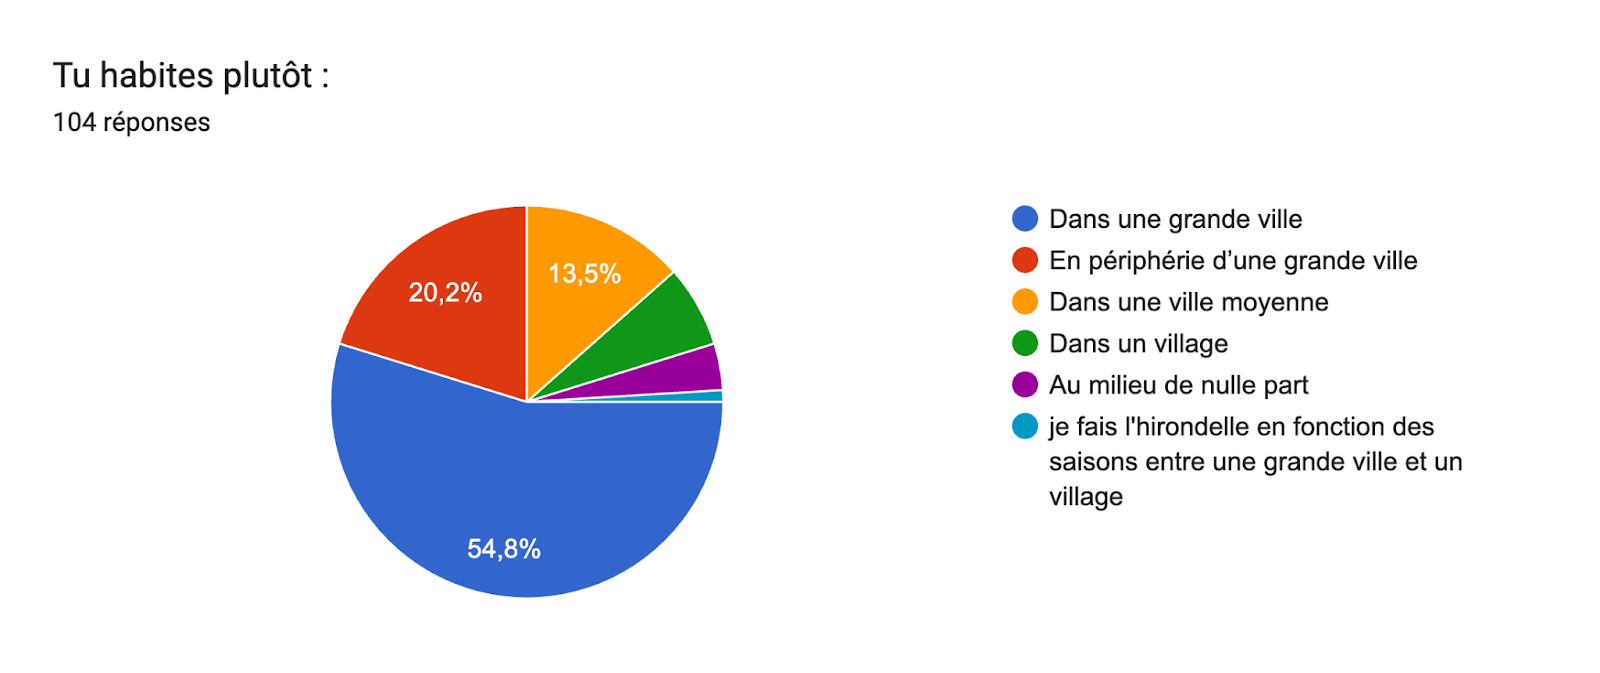 Tu habites plutôt :
104 réponses
20,2%
13,5%
54,8%
Dans une grande ville
En périphérie d’une grande ville
Dans une ville moyenne
Dans un village
Au milieu de nulle part
je fais l'hirondelle en fonction des
saisons entre une grande ville et un
village